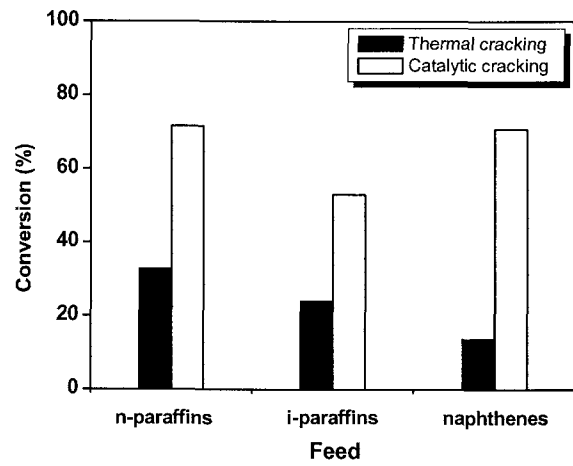 100
80
60
40
20
0
Conversion (%)
Thermal cracking
Catalytic cracking
n-paraffins
i-paraffins
naphthenes
Feed